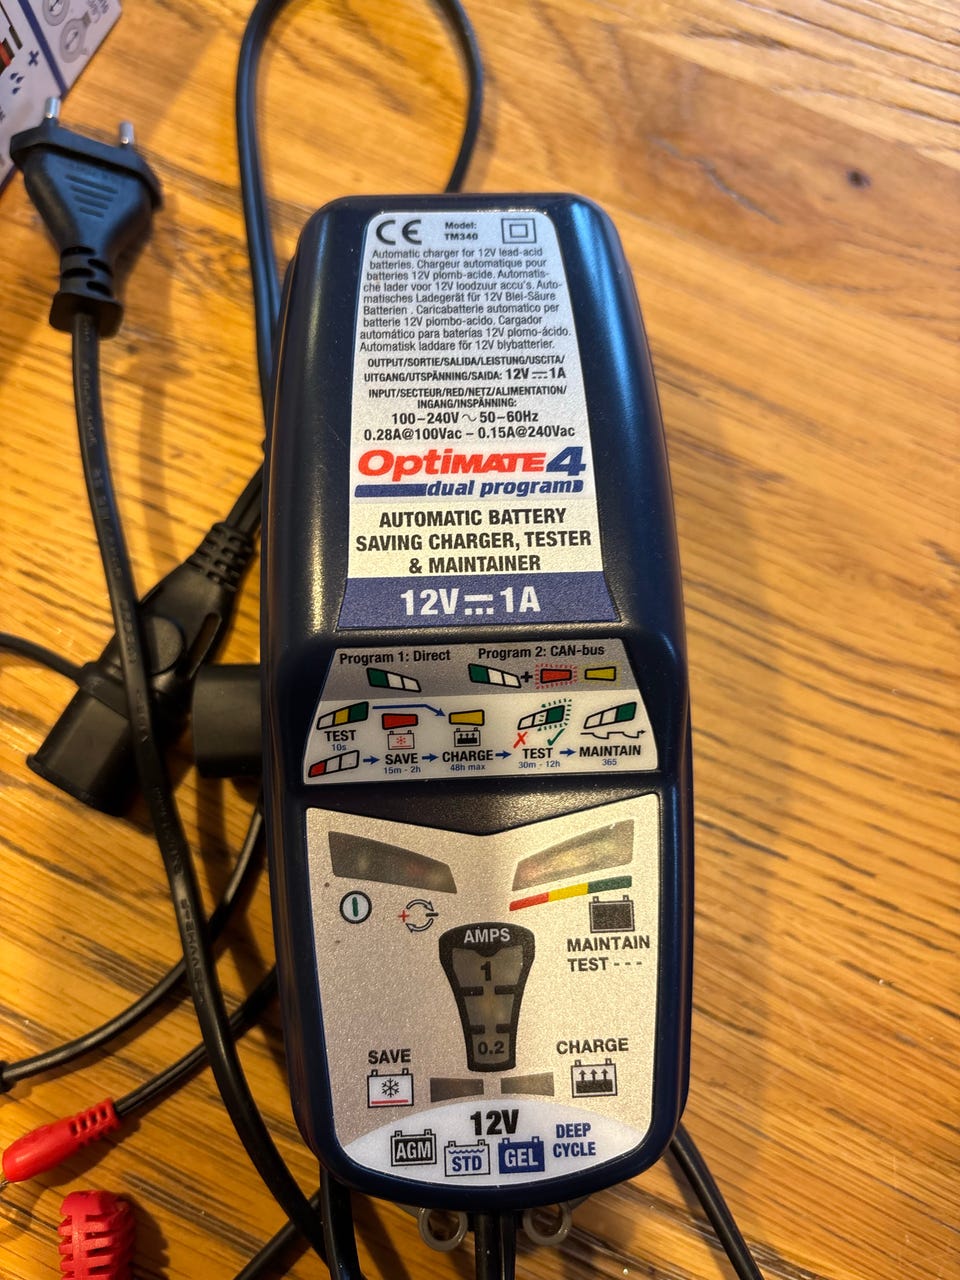 CE
Model:
TM340
Automatic charger for 12V lead-acid
batteries. Chargeur automatique pour
batteries 12V plomb-acide. Automatis-
che lader voor 12V loodzuur accu's. Auto-
matisches Ladegerät für 12V Blei-Säure
Batterien . Caricabatterie automatico per
batterie 12V piombo-acido. Cargador
automático para baterías 12V plomo-ácido.
Automatisk laddare för 12V blybatterier.
OUTPUT/SORTIE/SALIDA/LEISTUNG/USCITA/
UITGANG/UTSPÄNNING/SAIDA: 12V 1A
INPUT/SECTEUR/RED/NETZ/ALIMENTATION/
INGANG/INSPÄNNING:
100–240V ~ 50–60Hz
0.28A@100Vac – 0.15A@240Vac
OptiMATE 4
dual program
AUTOMATIC BATTERY
SAVING CHARGER, TESTER
& MAINTAINER
12V 1A
Program 1: Direct
Program 2: CAN-bus
+
TEST
10s
SAVE
15m - 2h
CHARGE
48h max
TEST
30m - 12h
MAINTAIN
365
MAINTAIN
TEST - - -
AMPS
1
0.2
SAVE
CHARGE
12V
AGM
STD
GEL
DEEP
CYCLE